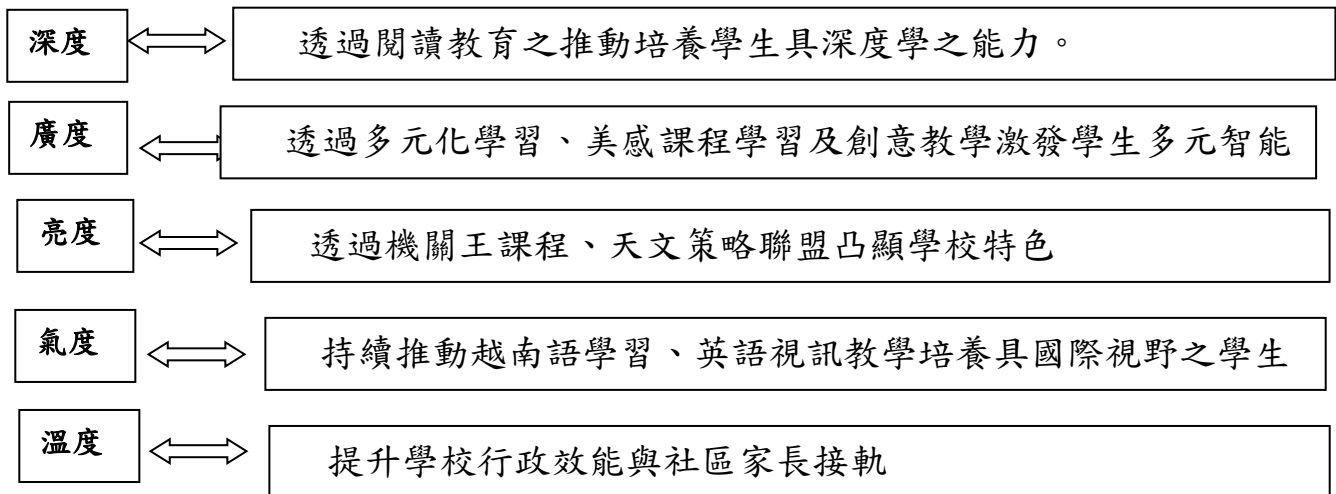 深度
透過閱讀教育之推動培養學生具深度學之能力。
廣度
透過多元化學習、美感課程學習及創意教學激發學生多元智能
亮度
透過機關王課程、天文策略聯盟凸顯學校特色
氣度
持續推動越南語學習、英語視訊教學培養具國際視野之學生
溫度
提升學校行政效能與社區家長接軌